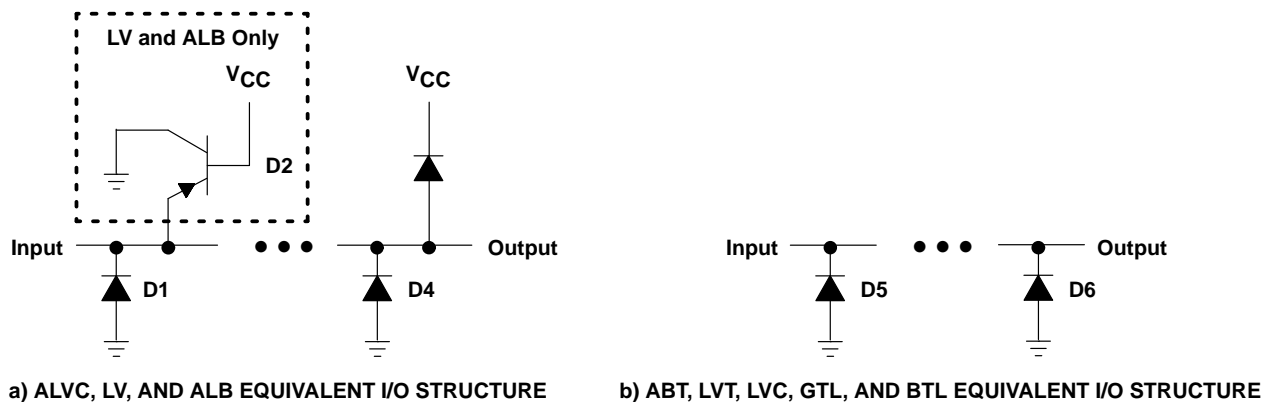 LV and ALB Only
VCC
D2
VCC
Input
Output
D1
D4
Input
Output
D5
D6
a) ALVC, LV, AND ALB EQUIVALENT I/O STRUCTURE
b) ABT, LVT, LVC, GTL, AND BTL EQUIVALENT I/O STRUCTURE